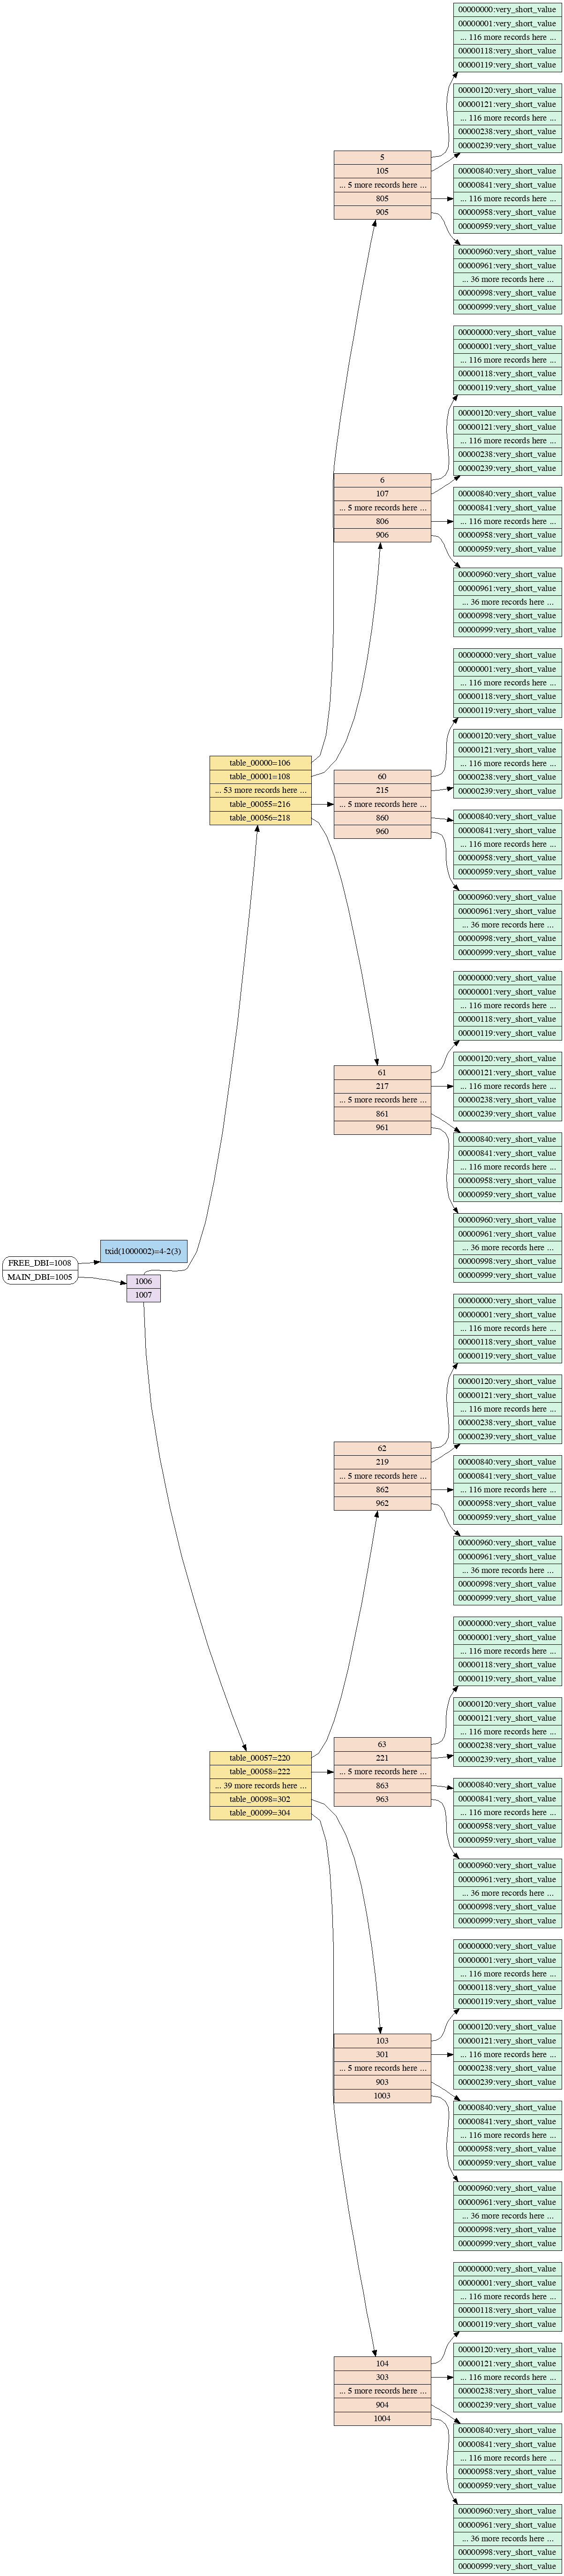 FREE_DBI=1008
MAIN_DBI=1005
txid(1000002)=4-2(3)
1006
1007
table_00000=106
table_00001=108
... 53 more records here ...
table_00055=216
table_00056=218
table_00057=220
table_00058=222
... 39 more records here ...
table_00098=302
table_00099=304
5
105
... 5 more records here ...
805
905
6
107
... 5 more records here ...
806
906
60
215
... 5 more records here ...
860
960
61
217
... 5 more records here ...
861
961
62
219
... 5 more records here ...
862
962
63
221
... 5 more records here ...
863
963
103
301
... 5 more records here ...
903
1003
104
303
... 5 more records here ...
904
1004
00000000:very_short_value
00000001:very_short_value
... 116 more records here ...
00000118:very_short_value
00000119:very_short_value
00000120:very_short_value
00000121:very_short_value
... 116 more records here ...
00000238:very_short_value
00000239:very_short_value
00000840:very_short_value
00000841:very_short_value
... 116 more records here ...
00000958:very_short_value
00000959:very_short_value
00000960:very_short_value
00000961:very_short_value
... 36 more records here ...
00000998:very_short_value
00000999:very_short_value
00000000:very_short_value
00000001:very_short_value
... 116 more records here ...
00000118:very_short_value
00000119:very_short_value
00000120:very_short_value
00000121:very_short_value
... 116 more records here ...
00000238:very_short_value
00000239:very_short_value
00000840:very_short_value
00000841:very_short_value
... 116 more records here ...
00000958:very_short_value
00000959:very_short_value
00000960:very_short_value
00000961:very_short_value
... 36 more records here ...
00000998:very_short_value
00000999:very_short_value
00000000:very_short_value
00000001:very_short_value
... 116 more records here ...
00000118:very_short_value
00000119:very_short_value
00000120:very_short_value
00000121:very_short_value
... 116 more records here ...
00000238:very_short_value
00000239:very_short_value
00000840:very_short_value
00000841:very_short_value
... 116 more records here ...
00000958:very_short_value
00000959:very_short_value
00000960:very_short_value
00000961:very_short_value
... 36 more records here ...
00000998:very_short_value
00000999:very_short_value
00000000:very_short_value
00000001:very_short_value
... 116 more records here ...
00000118:very_short_value
00000119:very_short_value
00000120:very_short_value
00000121:very_short_value
... 116 more records here ...
00000238:very_short_value
00000239:very_short_value
00000840:very_short_value
00000841:very_short_value
... 116 more records here ...
00000958:very_short_value
00000959:very_short_value
00000960:very_short_value
00000961:very_short_value
... 36 more records here ...
00000998:very_short_value
00000999:very_short_value
00000000:very_short_value
00000001:very_short_value
... 116 more records here ...
00000118:very_short_value
00000119:very_short_value
00000120:very_short_value
00000121:very_short_value
... 116 more records here ...
00000238:very_short_value
00000239:very_short_value
00000840:very_short_value
00000841:very_short_value
... 116 more records here ...
00000958:very_short_value
00000959:very_short_value
00000960:very_short_value
00000961:very_short_value
... 36 more records here ...
00000998:very_short_value
00000999:very_short_value
00000000:very_short_value
00000001:very_short_value
... 116 more records here ...
00000118:very_short_value
00000119:very_short_value
00000120:very_short_value
00000121:very_short_value
... 116 more records here ...
00000238:very_short_value
00000239:very_short_value
00000840:very_short_value
00000841:very_short_value
... 116 more records here ...
00000958:very_short_value
00000959:very_short_value
00000960:very_short_value
00000961:very_short_value
... 36 more records here ...
00000998:very_short_value
00000999:very_short_value
00000000:very_short_value
00000001:very_short_value
... 116 more records here ...
00000118:very_short_value
00000119:very_short_value
00000120:very_short_value
00000121:very_short_value
... 116 more records here ...
00000238:very_short_value
00000239:very_short_value
00000840:very_short_value
00000841:very_short_value
... 116 more records here ...
00000958:very_short_value
00000959:very_short_value
00000960:very_short_value
00000961:very_short_value
... 36 more records here ...
00000998:very_short_value
00000999:very_short_value
00000000:very_short_value
00000001:very_short_value
... 116 more records here ...
00000118:very_short_value
00000119:very_short_value
00000120:very_short_value
00000121:very_short_value
... 116 more records here ...
00000238:very_short_value
00000239:very_short_value
00000840:very_short_value
00000841:very_short_value
... 116 more records here ...
00000958:very_short_value
00000959:very_short_value
00000960:very_short_value
00000961:very_short_value
... 36 more records here ...
00000998:very_short_value
00000999:very_short_value